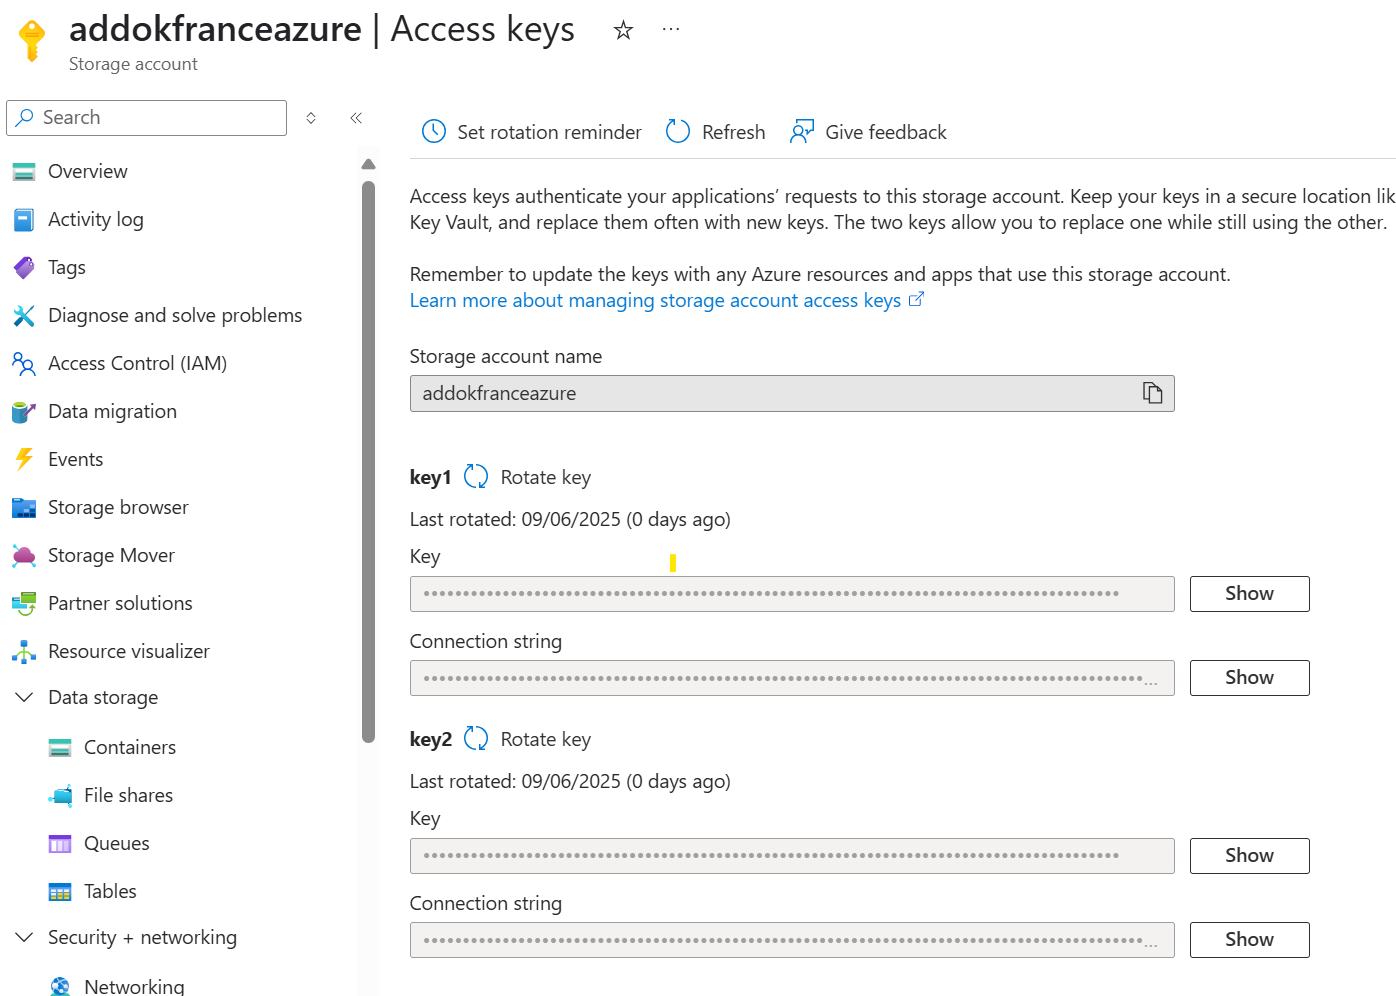 addokfranceazure | Access keys
Storage account
Search
Overview
Activity log
Tags
Diagnose and solve problems
Access Control (IAM)
Data migration
Events
Storage browser
Storage Mover
Partner solutions
Resource visualizer
Data storage
Containers
File shares
Queues
Tables
Security + networking
Networking
Set rotation reminder
Refresh
Give feedback
Access keys authenticate your applications’ requests to this storage account. Keep your keys in a secure location lik
Key Vault, and replace them often with new keys. The two keys allow you to replace one while still using the other.
Remember to update the keys with any Azure resources and apps that use this storage account.
Learn more about managing storage account access keys
Storage account name
addokfranceazure
key1 Rotate key
Last rotated: 09/06/2025 (0 days ago)
Key
Show
Connection string
Show
key2 Rotate key
Last rotated: 09/06/2025 (0 days ago)
Key
Show
Connection string
Show